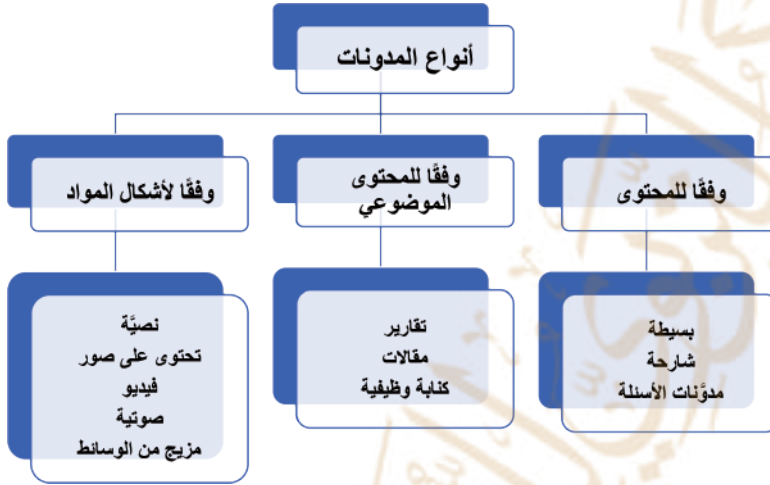 أنواع المدونات
وفقًا للمحتوى
وفقًا للمحتوى
الموضوعي
وفقًا لأشكال المواد
بسيطة
شارحة
مدوَّنات الأسئلة
تقارير
مقالات
كتابة وظيفية
نصيَّة
تحتوى على صور
فيديو
صوتية
مزيج من الوسائط